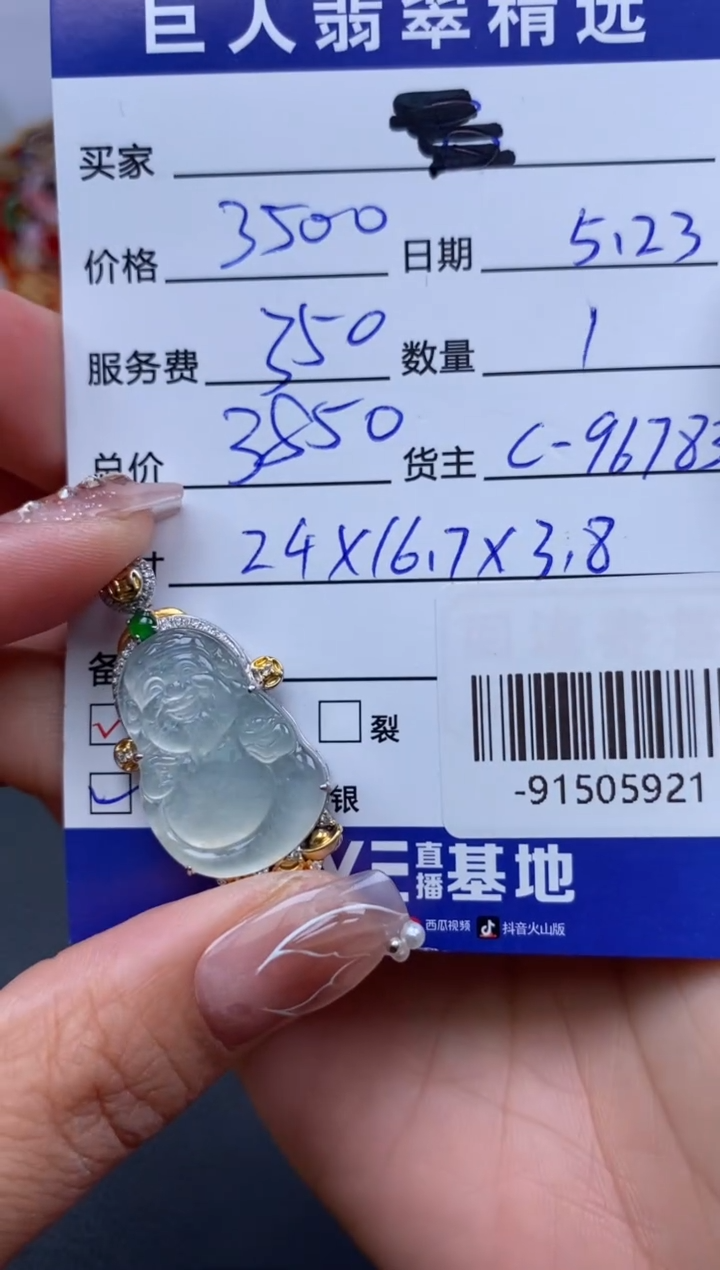 巨人翡翠精选
买家
价格 3500 日期 5.23
服务费 350 数量 1
总价 3850 货主 C-96783
24X16.7X3.8
备
裂
银
-91505921
直播基地
西瓜视频 抖音火山版